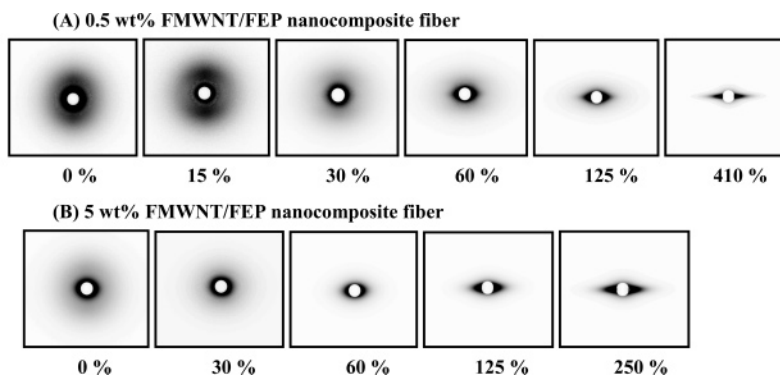 (A) 0.5 wt% FMWNT/FEP nanocomposite fiber
0 % 15 % 30 % 60 % 125 % 410 %
(B) 5 wt% FMWNT/FEP nanocomposite fiber
0 % 30 % 60 % 125 % 250 %